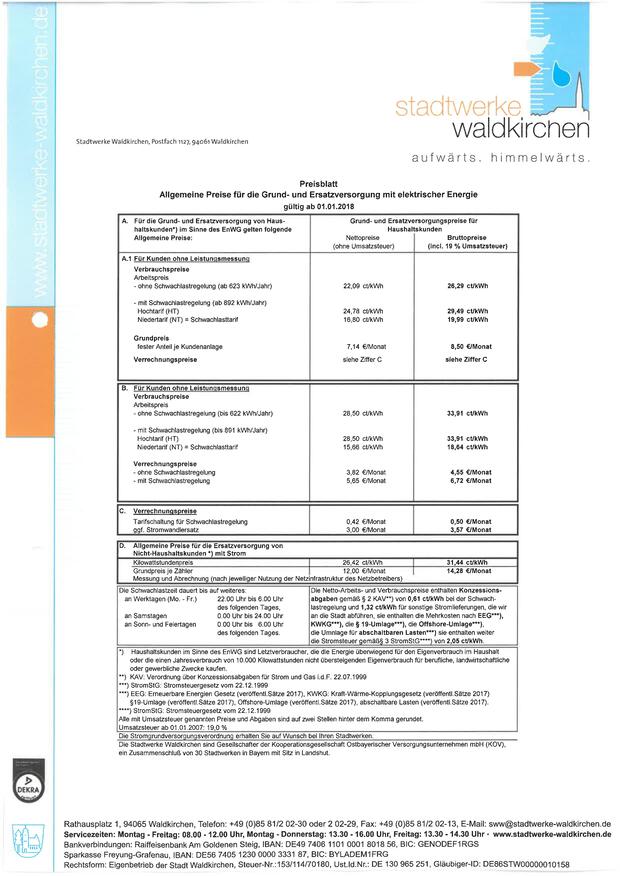 www.stadtwerke-waldkirchen.de
stadtwerke
waldkirchen
aufwärts. himmelwärts.
Stadtwerke Waldkirchen, Postfach 1127, 94061 Waldkirchen
Preisblatt
Allgemeine Preise für die Grund- und Ersatzversorgung mit elektrischer Energie
gültig ab 01.01.2018
A. Für die Grund- und Ersatzversorgung von Haus- Grund- und Ersatzversorgungspreise für
haltskunden*) im Sinne des EnWG gelten folgende Haushaltskunden
Allgemeine Preise: Nettopreise Bruttopreise
(ohne Umsatzsteuer) (incl. 19 % Umsatzsteuer)
A.1 Für Kunden ohne Leistungsmessung
Verbrauchspreise
Arbeitspreis
- ohne Schwachlastregelung (ab 623 kWh/Jahr) 22,09 ct/kWh 26,29 ct/kWh
- mit Schwachlastregelung (ab 892 kWh/Jahr)
Hochtarif (HT) 24,78 ct/kWh 29,49 ct/kWh
Niedertarif (NT) = Schwachlasttarif 16,80 ct/kWh 19,99 ct/kWh
Grundpreis
fester Anteil je Kundenanlage 7,14 €/Monat 8,50 €/Monat
Verrechnungspreise siehe Ziffer C siehe Ziffer C
B. Für Kunden ohne Leistungsmessung
Verbrauchspreise
Arbeitspreis
- ohne Schwachlastregelung (bis 622 kWh/Jahr) 28,50 ct/kWh 33,91 ct/kWh
- mit Schwachlastregelung (bis 891 kWh/Jahr)
Hochtarif (HT) 28,50 ct/kWh 33,91 ct/kWh
Niedertarif (NT) = Schwachlasttarif 15,66 ct/kWh 18,64 ct/kWh
Verrechnungspreise
- ohne Schwachlastregelung 3,82 €/Monat 4,55 €/Monat
- mit Schwachlastregelung 5,65 €/Monat 6,72 €/Monat
C. Verrechnungspreise
Tarifschaltung für Schwachlastregelung 0,42 €/Monat 0,50 €/Monat
ggf. Stromwandlersatz 3,00 €/Monat 3,57 €/Monat
D. Allgemeine Preise für die Ersatzversorgung von
Nicht-Haushaltskunden *) mit Strom
Kilowattstundenpreis 26,42 ct/kWh 31,44 ct/kWh
Grundpreis je Zähler 12,00 €/Monat 14,28 €/Monat
Messung und Abrechnung (nach jeweiliger Nutzung der Netzinfrastruktur des Netzbetreibers)
Die Schwachlastzeit dauert bis auf weiteres:
an Werktagen (Mo. - Fr.) 22.00 Uhr bis 6.00 Uhr
des folgenden Tages,
an Samstagen 0.00 Uhr bis 24.00 Uhr
an Sonn- und Feiertagen 0.00 Uhr bis 6.00 Uhr
des folgenden Tages.
Die Netto-Arbeits- und Verbrauchspreise enthalten Konzessions-
abgaben gemäß § 2 KAV**) von 0,61 ct/kWh bei der Schwach-
lastregelung und 1,32 ct/kWh für sonstige Stromlieferungen, die wir
an die Stadt abführen, sie enthalten die Mehrkosten nach EEG***),
KWKG***), die § 19-Umlage***), die Offshore-Umlage***),
die Umlage für abschaltbaren Lasten***) sie enthalten weiter
die Stromsteuer gemäß § 3 StromStG****) von 2,05 ct/kWh.
*) Haushaltskunden im Sinne des EnWG sind Letztverbraucher, die die Energie überwiegend für den Eigenverbrauch im Haushalt
oder die einen Jahresverbrauch von 10.000 Kilowattstunden nicht übersteigenden Eigenverbrauch für berufliche, landwirtschaftliche
oder gewerbliche Zwecke kaufen.
**) KAV: Verordnung über Konzessionsabgaben für Strom und Gas i.d.F. 22.07.1999
***) StromStG: Stromsteuergesetz vom 22.12.1999
***) EEG: Erneuerbare Energien Gesetz (veröffentl.Sätze 2017), KWKG: Kraft-Wärme-Kopplungsgesetz (veröffentl.Sätze 2017)
§19-Umlage (veröffentl.Sätze 2017), Offshore-Umlage (veröffentl.Sätze 2017), abschaltbare Lasten (veröffentl.Sätze 2017).
****) StromStG: Stromsteuergesetz vom 22.12.1999
Alle mit Umsatzsteuer genannten Preise und Abgaben sind auf zwei Stellen hinter dem Komma gerundet.
Umsatzsteuer ab 01.01.2007: 19,0 %
Die Stromgrundversorgungsverordnung erhalten Sie auf Wunsch bei Ihren Stadtwerken.
Die Stadtwerke Waldkirchen sind Gesellschafter der Kooperationsgesellschaft Ostbayerischer Versorgungsunternehmen mbH (KOV),
ein Zusammenschluß von 30 Stadtwerken in Bayern mit Sitz in Landshut.
DEKRA
Rathausplatz 1, 94065 Waldkirchen, Telefon: +49 (0)85 81/2 02-30 oder 2 02-29, Fax: +49 (0)85 81/2 02-13, E-Mail: sww@stadtwerke-waldkirchen.de
Servicezeiten: Montag - Freitag: 08.00 - 12.00 Uhr, Montag - Donnerstag: 13.30 - 16.00 Uhr, Freitag: 13.30 - 14.30 Uhr · www.stadtwerke-waldkirchen.de
Bankverbindungen: Raiffeisenbank Am Goldenen Steig, IBAN: DE49 7406 1101 0001 8018 56, BIC: GENODEF1RGS
Sparkasse Freyung-Grafenau, IBAN: DE56 7405 1230 0000 3331 87, BIC: BYLADEM1FRG
Rechtsform: Eigenbetrieb der Stadt Waldkirchen, Steuer-Nr.:153/114/70180, Ust.Id.Nr.: DE 130 965 251, Gläubiger-ID: DE86STW00000010158